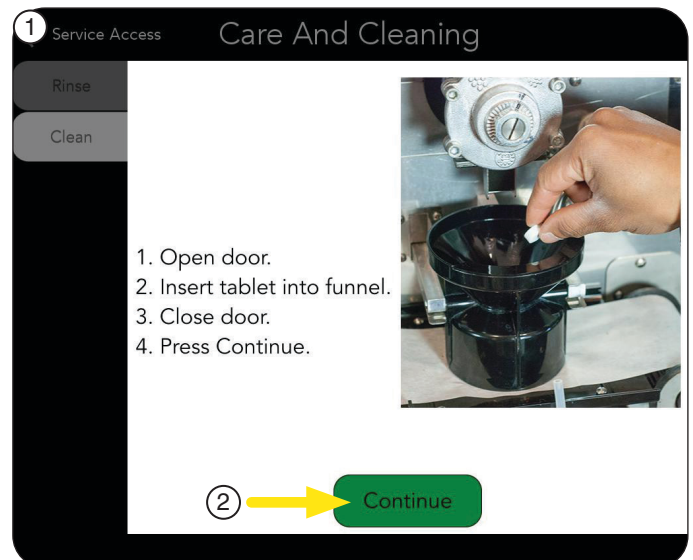 1
Service Access
Care And Cleaning
Rinse
Clean
1. Open door.
2. Insert tablet into funnel.
3. Close door.
4. Press Continue.
2
Continue